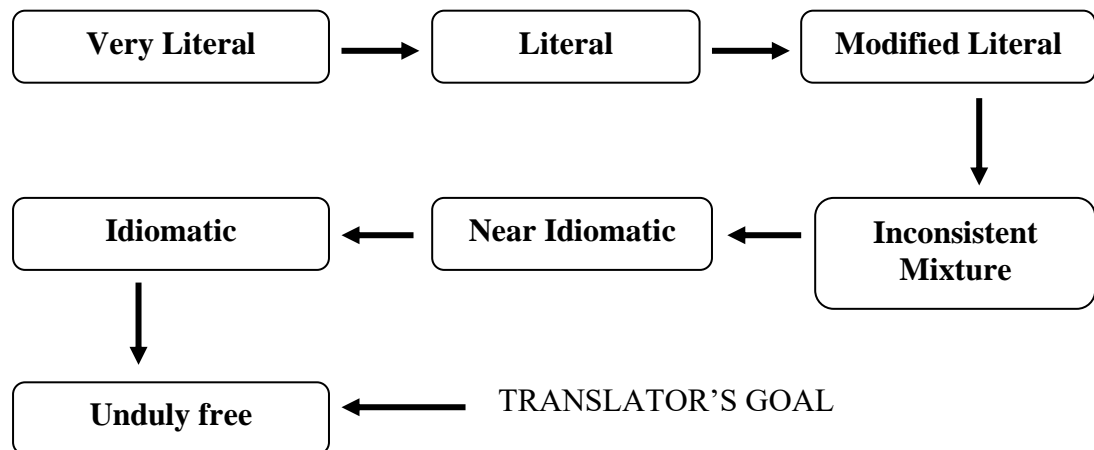 Very Literal
Literal
Modified Literal
Inconsistent
Mixture
Near Idiomatic
Idiomatic
Unduly free
TRANSLATOR’S GOAL